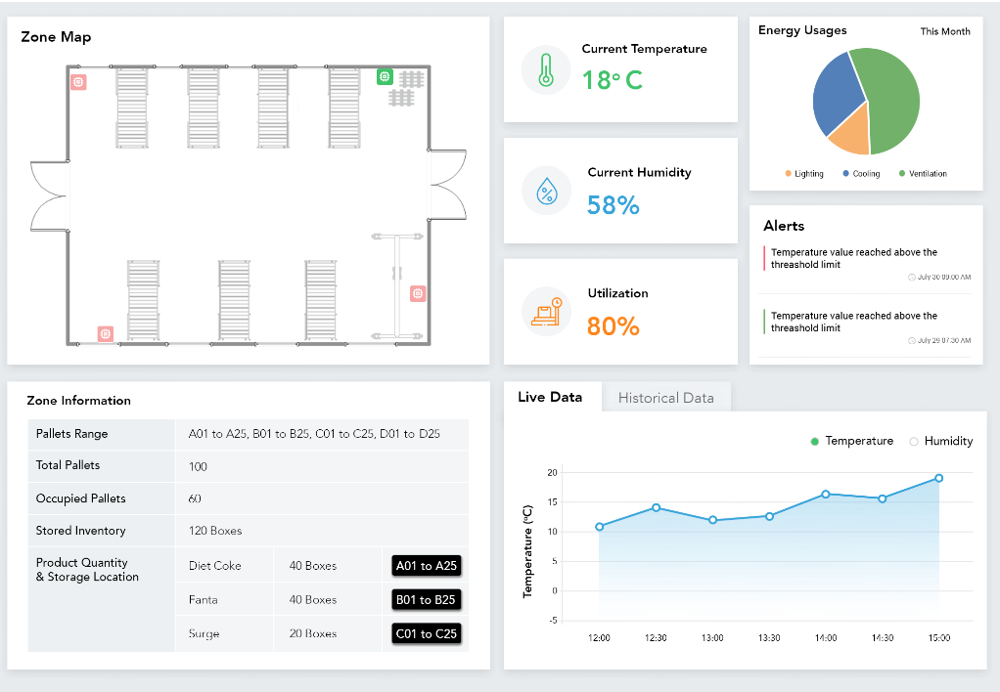 Zone Map
Current Temperature
18° C
Current Humidity
58%
Utilization
80%
Energy Usages
This Month
Lighting
Cooling
Ventilation
Alerts
Temperature value reached above the
threashold limit
July 30 09.00 AM
Temperature value reached above the
threashold limit
July 29 07.30 AM
Zone Information
Pallets Range A01 to A25, B01 to B25, C01 to C25, D01 to D25
Total Pallets 100
Occupied Pallets 60
Stored Inventory 120 Boxes
Product Quantity
& Storage Location
Diet Coke 40 Boxes A01 to A25
Fanta 40 Boxes B01 to B25
Surge 20 Boxes C01 to C25
Live Data
Historical Data
Temperature
Humidity
Temperature (°C)
20
15
10
5
0
-5
12:00 12:30 13:00 13:30 14:00 14:30 15:00